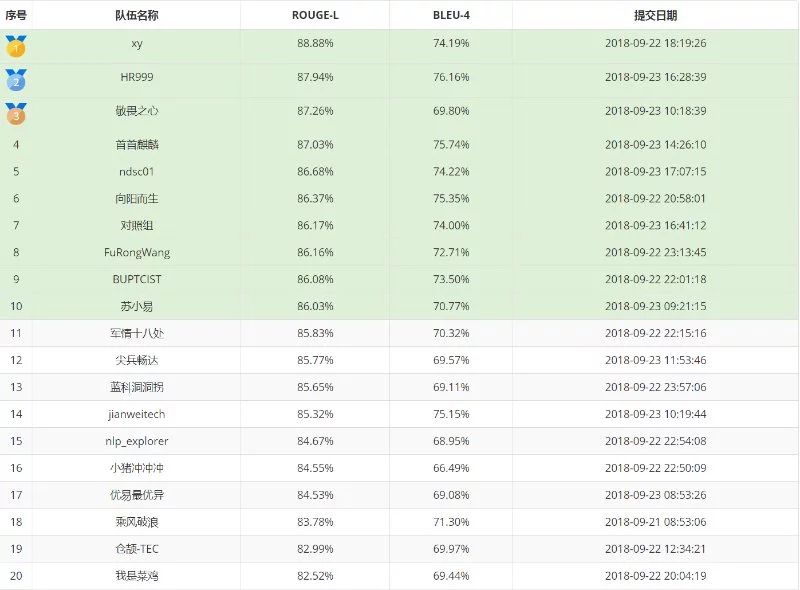 序号 队伍名称 ROUGE-L BLEU-4 提交日期
1 xy 88.88% 74.19% 2018-09-22 18:19:26
2 HR999 87.94% 76.16% 2018-09-23 16:28:39
3 敬畏之心 87.26% 69.80% 2018-09-23 10:18:39
4 首首麒麟 87.03% 75.74% 2018-09-23 14:26:10
5 ndsc01 86.68% 74.22% 2018-09-23 17:07:15
6 向阳而生 86.37% 75.35% 2018-09-22 20:58:01
7 对照组 86.17% 74.00% 2018-09-23 16:41:12
8 FuRongWang 86.16% 72.71% 2018-09-22 23:13:45
9 BUPTCIST 86.08% 73.50% 2018-09-22 22:01:18
10 苏小易 86.03% 70.77% 2018-09-23 09:21:15
11 军情十八处 85.83% 70.32% 2018-09-22 22:15:16
12 尖兵畅达 85.77% 69.57% 2018-09-23 11:53:46
13 蓝科洞洞拐 85.65% 69.11% 2018-09-22 23:57:06
14 jianweitech 85.32% 75.15% 2018-09-23 10:19:44
15 nlp_explorer 84.67% 68.95% 2018-09-22 22:54:08
16 小猪冲冲冲 84.55% 66.49% 2018-09-22 22:50:09
17 优易最优异 84.53% 69.08% 2018-09-23 08:53:26
18 乘风破浪 83.78% 71.30% 2018-09-21 08:53:06
19 仓颉-TEC 82.99% 69.97% 2018-09-22 12:34:21
20 我是菜鸡 82.52% 69.44% 2018-09-22 20:04:19